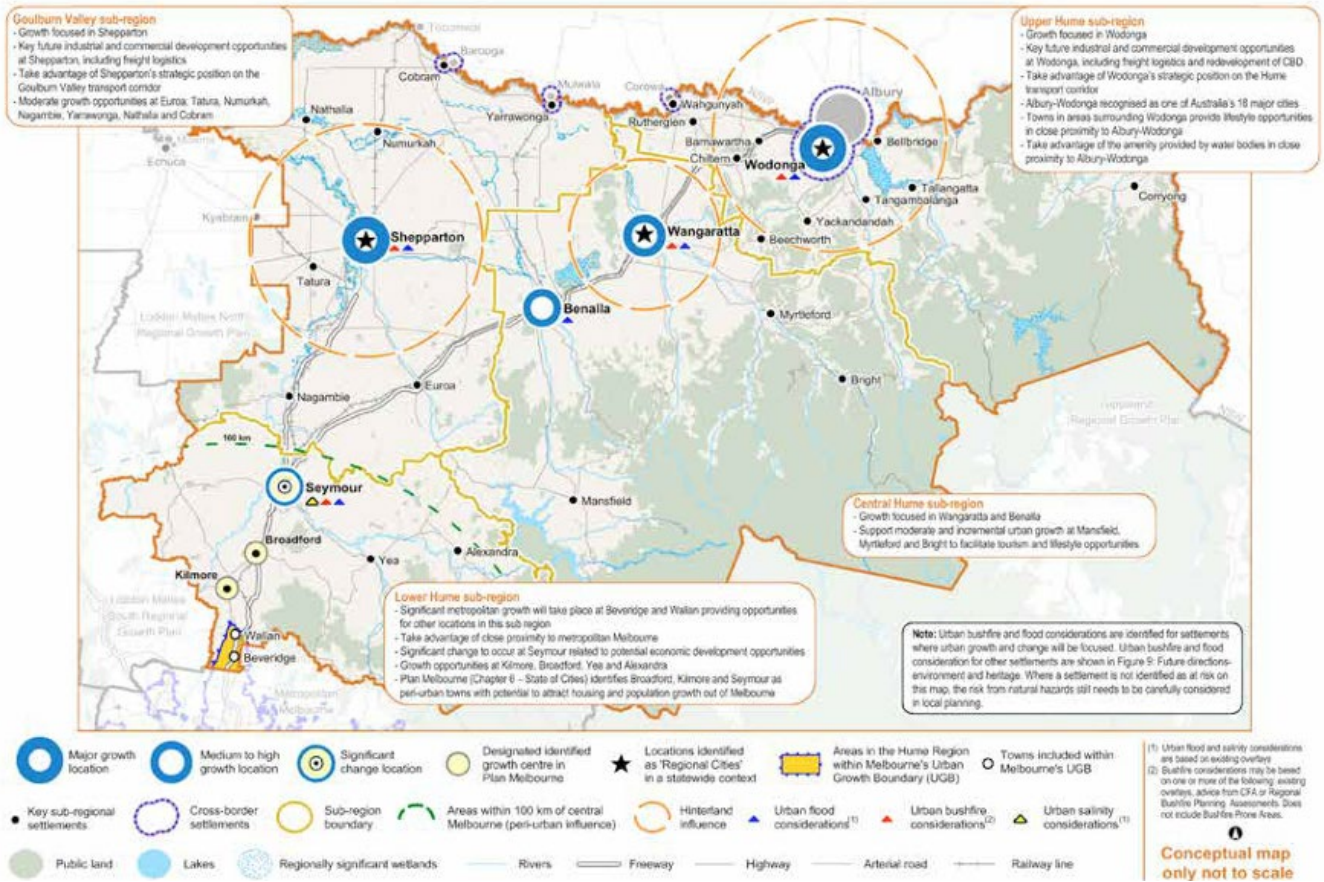 Goulburn Valley sub-region
- Growth focused in Shepparton
- Key future industrial and commercial development opportunities
at Shepparton, including freight logistics
- Take advantage of Shepparton's strategic position on the
Goulburn Valley transport corridor
- Moderate growth opportunities at Euroa, Tatura, Numurkah,
Nagambie, Yarrawonga, Nathalia and Cobram
Upper Hume sub-region
- Growth focused in Wodonga
- Key future industrial and commercial development opportunities
at Wodonga, including freight logistics and redevelopment of CBD
- Take advantage of Wodonga's strategic position on the Hume
transport corridor
- Albury-Wodonga recognised as one of Australia's 18 major cities
- Towns in areas surrounding Wodonga provide lifestyle opportunities
in close proximity to Albury-Wodonga
- Take advantage of the amenity provided by water bodies in close
proximity to Albury-Wodonga
Tocumwal
Barooga
Cobram
Mulwala
Yarrawonga
Corowa
Wahgunyah
Rutherglen
NSW
Albury
Nathalia
Numurkah
Moama
Echuca
Barnawartha
Chiltern
Wodonga
Bellbridge
Tallangatta
Tangambalanga
Corryong
Kyabram
Shepparton
Wangaratta
Yackandandah
Beechworth
Tatura
Benalla
Myrtleford
Loddon Mallee North
Regional Growth Plan
Euroa
Bright
Nagambie
Gippsland
Regional Growth Plan
NSW
160 km
Seymour
Mansfield
Central Hume sub-region
- Growth focused in Wangaratta and Benalla
- Support moderate and incremental urban growth at Mansfield,
Myrtleford and Bright to facilitate tourism and lifestyle opportunities
Broadford
Yea
Alexandra
Kilmore
Loddon Mallee
South Regional
Growth Plan
Wallan
Beveridge
Metropolitan
Melbourne
Lower Hume sub-region
- Significant metropolitan growth will take place at Beveridge and Wallan providing opportunities
for other locations in this sub region
- Take advantage of close proximity to metropolitan Melbourne
- Significant change to occur at Seymour related to potential economic development opportunities
- Growth opportunities at Kilmore, Broadford, Yea and Alexandra
- Plan Melbourne (Chapter 6 – State of Cities) identifies Broadford, Kilmore and Seymour as
peri-urban towns with potential to attract housing and population growth out of Melbourne
Note: Urban bushfire and flood considerations are identified for settlements
where urban growth and change will be focused. Urban bushfire and flood
consideration for other settlements are shown in Figure 9: Future directions-
environment and heritage. Where a settlement is not identified as at risk on
this map, the risk from natural hazards still needs to be carefully considered
in local planning.
Major growth
location
Medium to high
growth location
Significant
change location
Designated identified
growth centre in
Plan Melbourne
Locations identified
as 'Regional Cities'
in a statewide context
Areas in the Hume Region
within Melbourne's Urban
Growth Boundary (UGB)
Towns included within
Melbourne's UGB
Key sub-regional
settlements
Cross-border
settlements
Sub-region
boundary
Areas within 100 km of central
Melbourne (peri-urban influence)
Hinterland
influence
Urban flood
considerations(1)
Urban bushfire
considerations(2)
Urban salinity
considerations(1)
Public land
Lakes
Regionally significant wetlands
Rivers
Freeway
Highway
Arterial road
Railway line
(1) Urban flood and salinity considerations
are based on existing overlays
(2) Bushfire considerations may be based
on one or more of the following: existing
overlays, advice from CFA or Regional
Bushfire Planning Assessments. Does
not include Bushfire Prone Areas.
Conceptual map
only not to scale